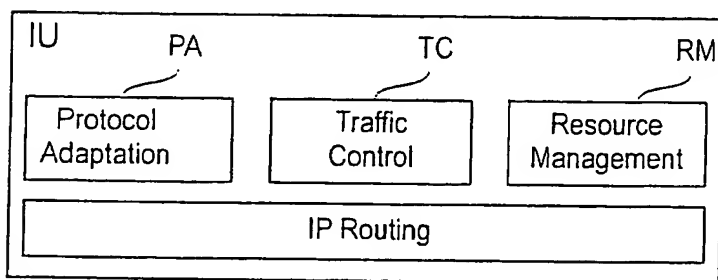 IU
PA TC RM
Protocol Adaptation
Traffic Control
Resource Management
IP Routing